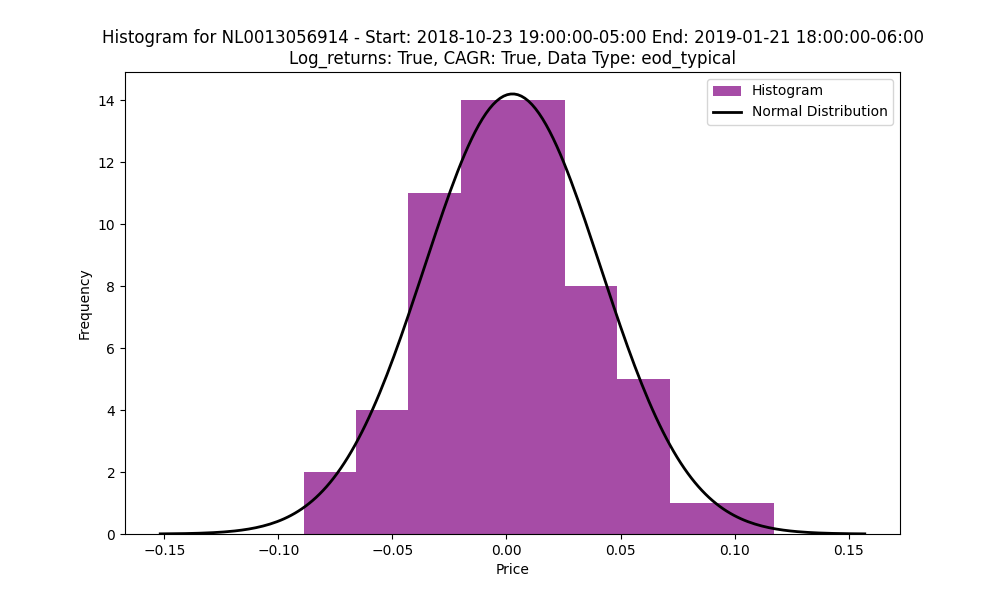 Histogram for NL0013056914 - Start: 2018-10-23 19:00:00-05:00 End: 2019-01-21 18:00:00-06:00
Log_returns: True, CAGR: True, Data Type: eod_typical
Histogram
Normal Distribution
Frequency
14
12
10
8
6
4
2
0
−0.15
−0.10
−0.05
0.00
0.05
0.10
0.15
Price